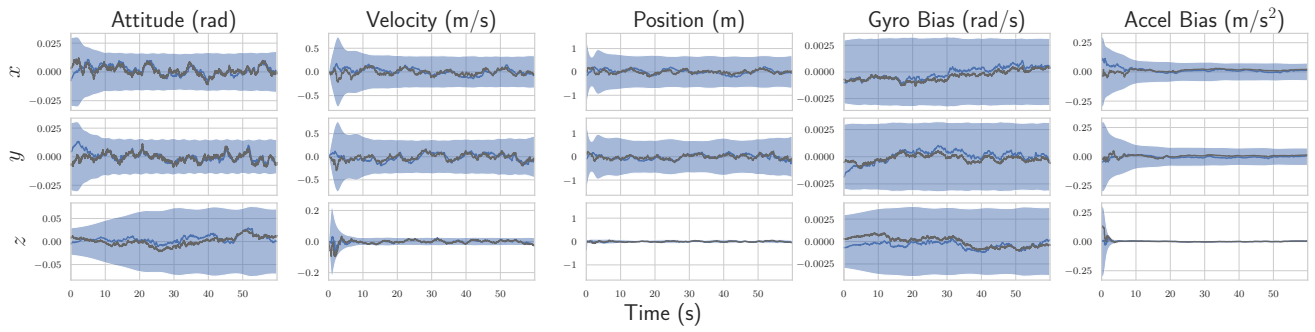 Attitude (rad) Velocity (m/s) Position (m) Gyro Bias (rad/s) Accel Bias (m/s²)
x 0.025 0.000 −0.025 0.5 0.0 −0.5 1 0 −1 0.0025 0.0000 −0.0025 0.25 0.00 −0.25
y 0.025 0.000 −0.025 0.5 0.0 −0.5 1 0 −1 0.0025 0.0000 −0.0025 0.25 0.00 −0.25
z 0.05 0.00 −0.05 0.2 0.0 −0.2 1 0 −1 0.0025 0.0000 −0.0025 0.25 0.00 −0.25
0 10 20 30 40 50 0 10 20 30 40 50 0 10 20 30 40 50 0 10 20 30 40 50 0 10 20 30 40 50
Time (s)